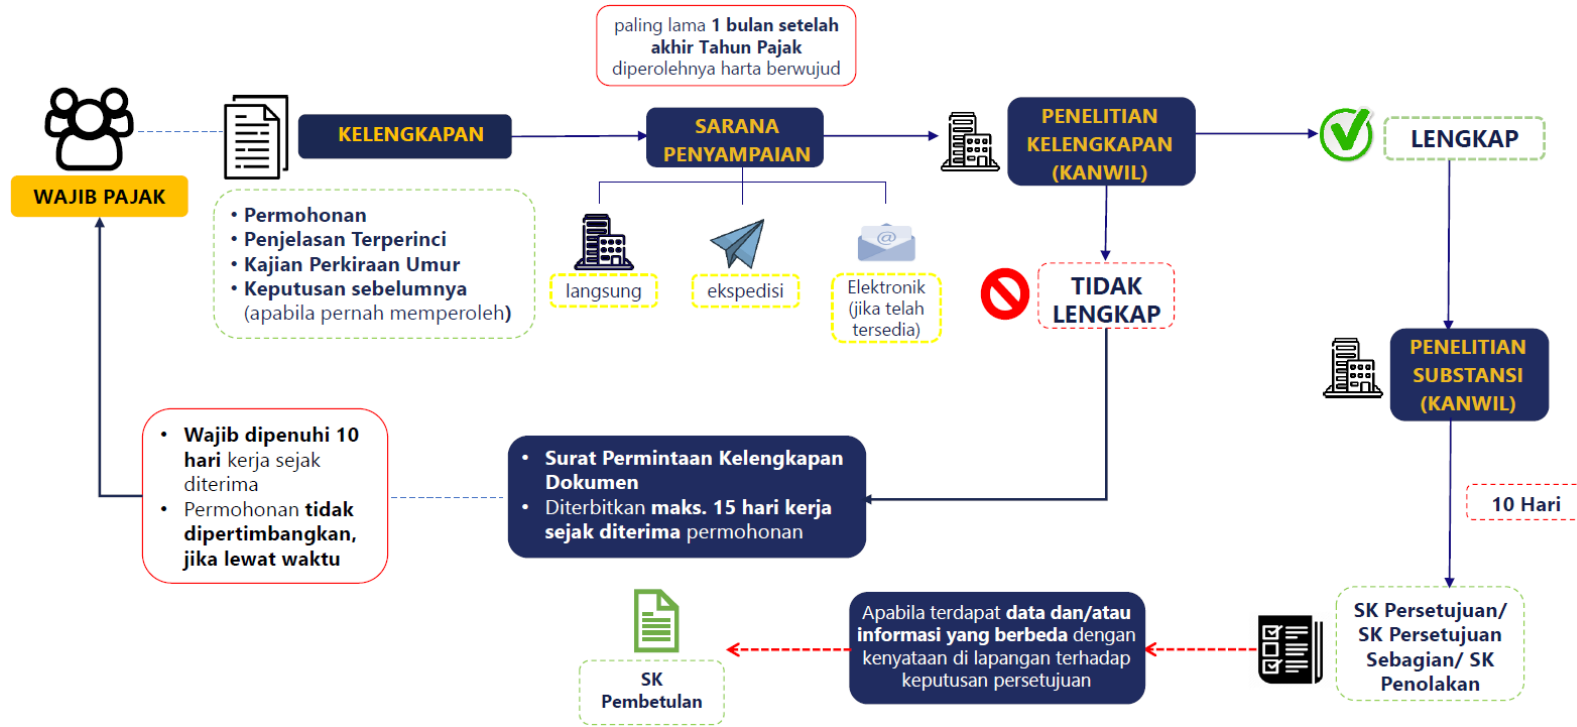 paling lama 1 bulan setelah
akhir Tahun Pajak
diperolehnya harta berwujud
WAJIB PAJAK
KELENGKAPAN
• Permohonan
• Penjelasan Terperinci
• Kajian Perkiraan Umur
• Keputusan sebelumnya
(apabila pernah memperoleh)
SARANA
PENYAMPAIAN
langsung
ekspedisi
@
Elektronik
(jika telah
tersedia)
PENELITIAN
KELENGKAPAN
(KANWIL)
LENGKAP
TIDAK
LENGKAP
PENELITIAN
SUBSTANSI
(KANWIL)
10 Hari
• Surat Permintaan Kelengkapan
Dokumen
• Diterbitkan maks. 15 hari kerja
sejak diterima permohonan
• Wajib dipenuhi 10
hari kerja sejak
diterima
• Permohonan tidak
dipertimbangkan,
jika lewat waktu
SK Persetujuan/
SK Persetujuan
Sebagian/ SK
Penolakan
Apabila terdapat data dan/atau
informasi yang berbeda dengan
kenyataan di lapangan terhadap
keputusan persetujuan
SK
Pembetulan